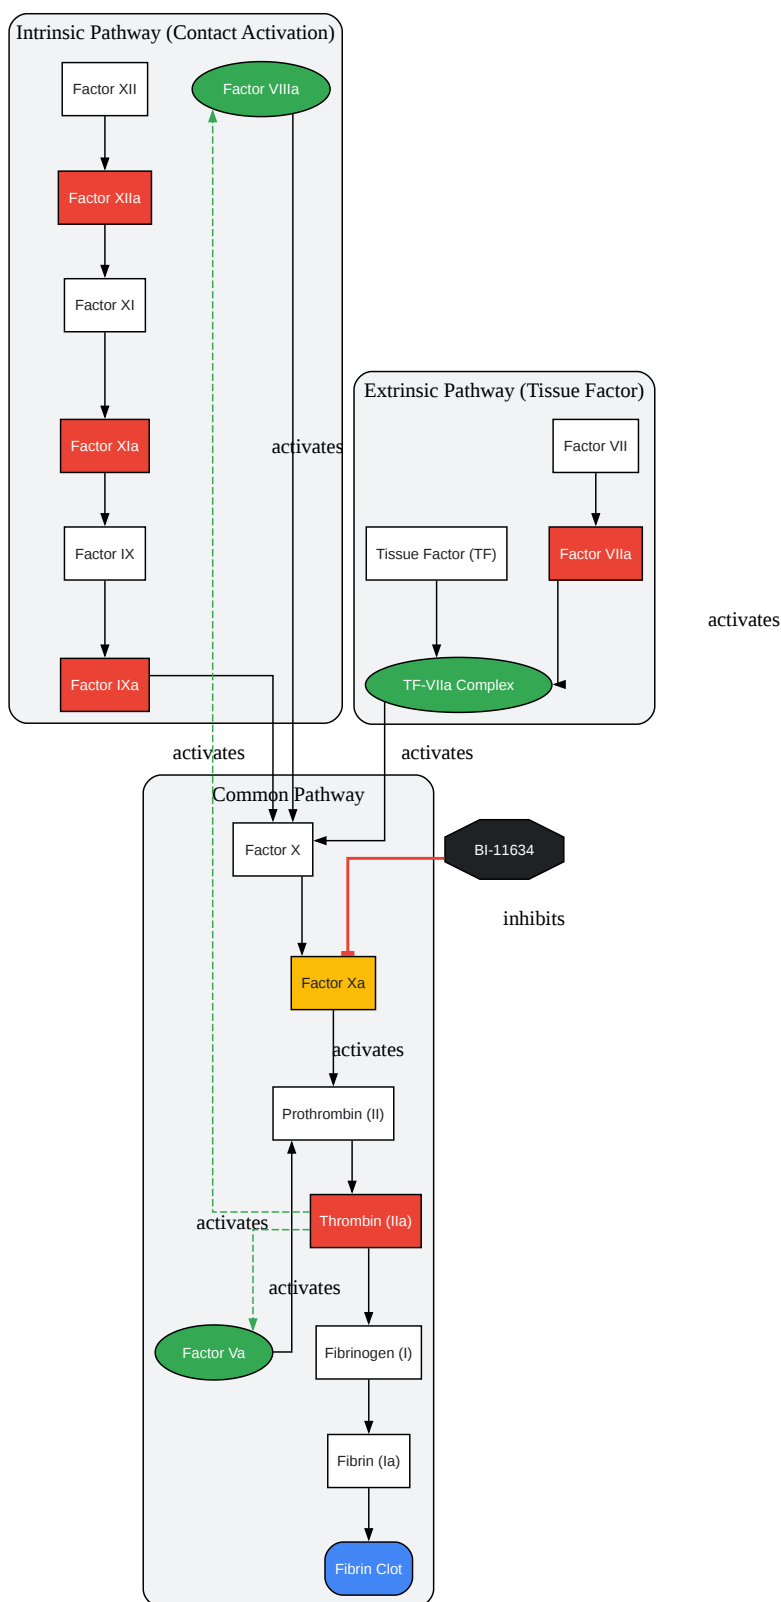 Intrinsic Pathway (Contact Activation)
Factor XII
Factor VIIIa
Factor XIIa
Factor XI
Extrinsic Pathway (Tissue Factor)
Factor XIa
activates
Factor VII
Factor IX
Tissue Factor (TF)
Factor VIIa
activates
Factor IXa
TF-VIIa Complex
activates
activates
Common Pathway
Factor X
BI-11634
inhibits
Factor Xa
activates
Prothrombin (II)
activates
Thrombin (IIa)
activates
Factor Va
Fibrinogen (I)
Fibrin (Ia)
Fibrin Clot